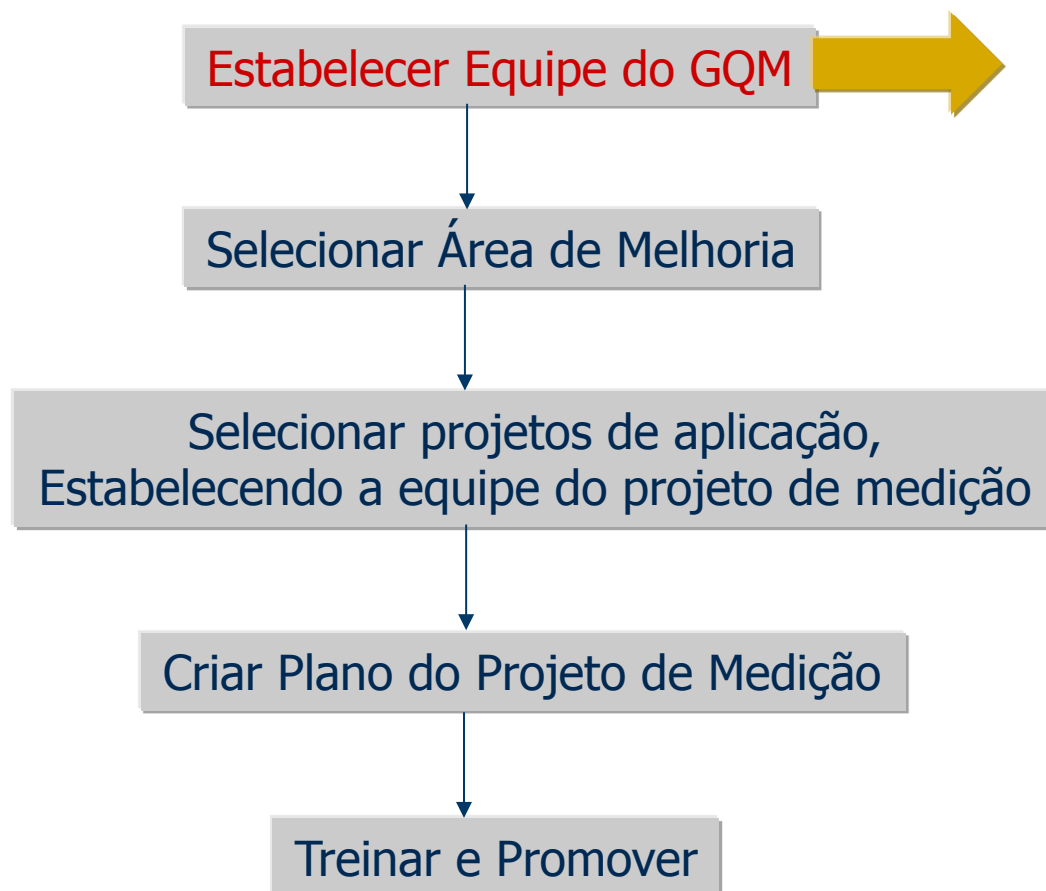 Estabelecer Equipe do GQM
Selecionar Área de Melhoria
Selecionar projetos de aplicação,
Estabelecendo a equipe do projeto de medição
Criar Plano do Projeto de Medição
Treinar e Promover